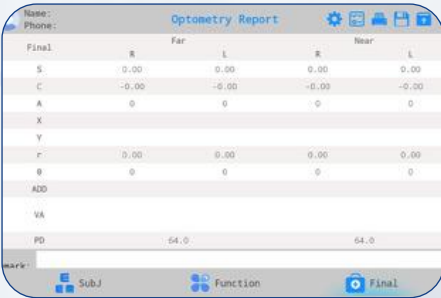 Name:
Phone:
Optometry Report
Final Far Near
R L R L
S 0.00 0.00 0.00 0.00
C -0.00 -0.00 -0.00 -0.00
A 0 0 0 0
X
Y
r 0.00 0.00 0.00 0.00
θ 0 0 0 0
ADD
VA
PD 64.0 64.0
mark:
SubJ Function Final